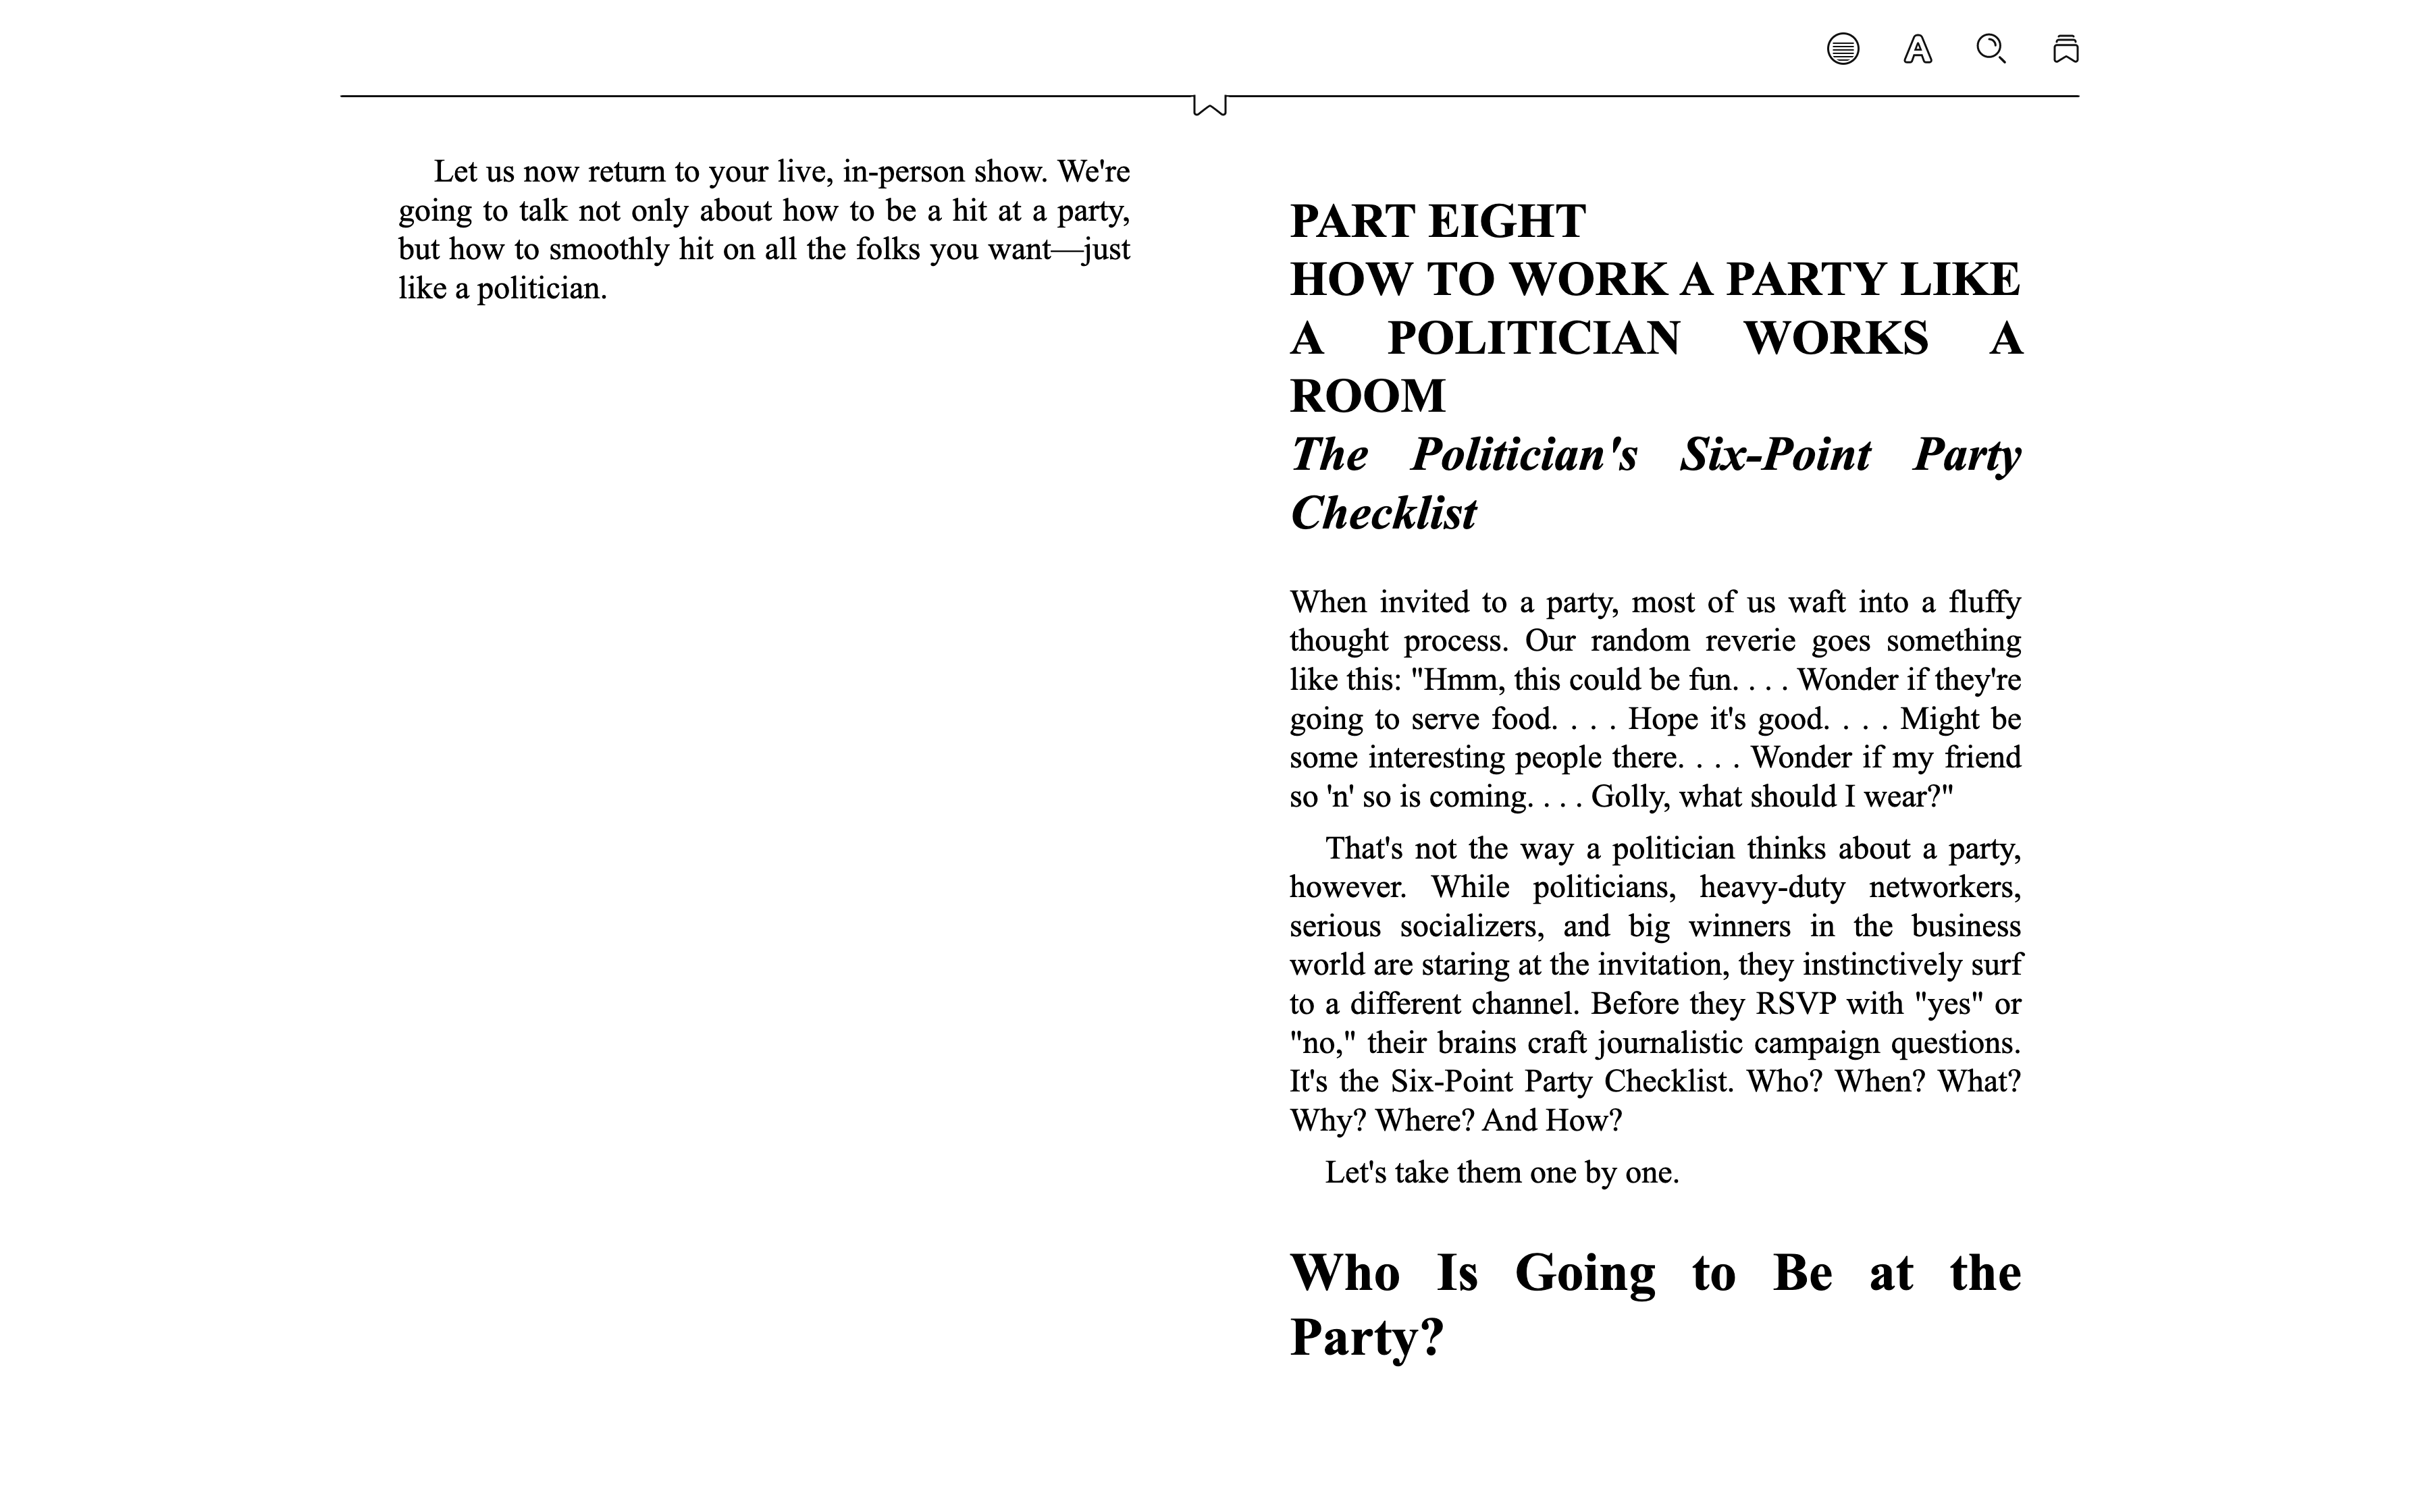 Let us now return to your live, in-person show. We're
going to talk not only about how to be a hit at a party,
but how to smoothly hit on all the folks you want—just
like a politician.
PART EIGHT
HOW TO WORK A PARTY LIKE
A POLITICIAN WORKS A
ROOM
The Politician's Six-Point Party
Checklist
When invited to a party, most of us waft into a fluffy
thought process. Our random reverie goes something
like this: "Hmm, this could be fun. . . . Wonder if they're
going to serve food. . . . Hope it's good. . . . Might be
some interesting people there. . . . Wonder if my friend
so 'n' so is coming. . . . Golly, what should I wear?"
That's not the way a politician thinks about a party,
however. While politicians, heavy-duty networkers,
serious socializers, and big winners in the business
world are staring at the invitation, they instinctively surf
to a different channel. Before they RSVP with "yes" or
"no," their brains craft journalistic campaign questions.
It's the Six-Point Party Checklist. Who? When? What?
Why? Where? And How?
Let's take them one by one.
Who Is Going to Be at the
Party?